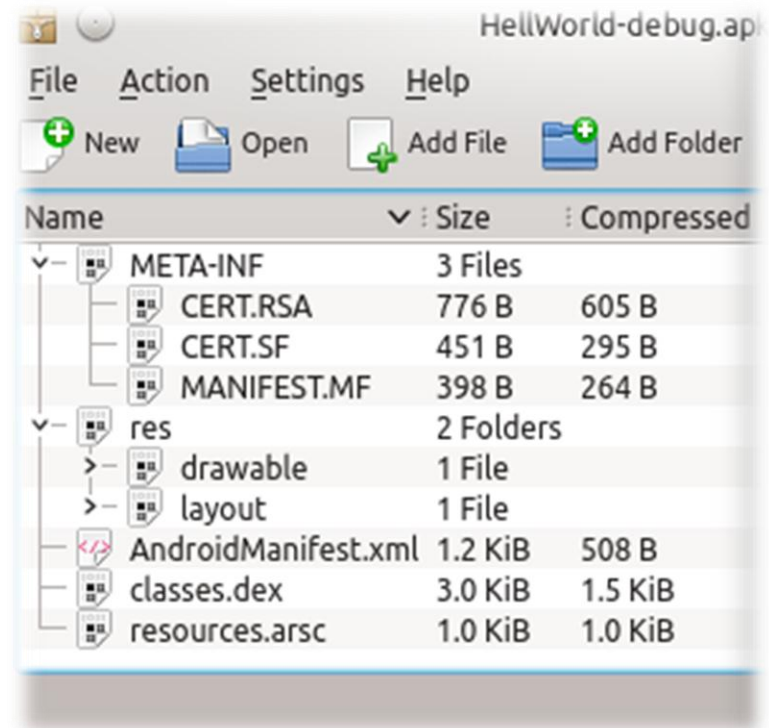 HellWorld-debug.apk
File Action Settings Help
New Open Add File Add Folder
Name Size Compressed
META-INF 3 Files
CERT.RSA 776 B 605 B
CERT.SF 451 B 295 B
MANIFEST.MF 398 B 264 B
res 2 Folders
drawable 1 File
layout 1 File
AndroidManifest.xml 1.2 KiB 508 B
classes.dex 3.0 KiB 1.5 KiB
resources.arsc 1.0 KiB 1.0 KiB